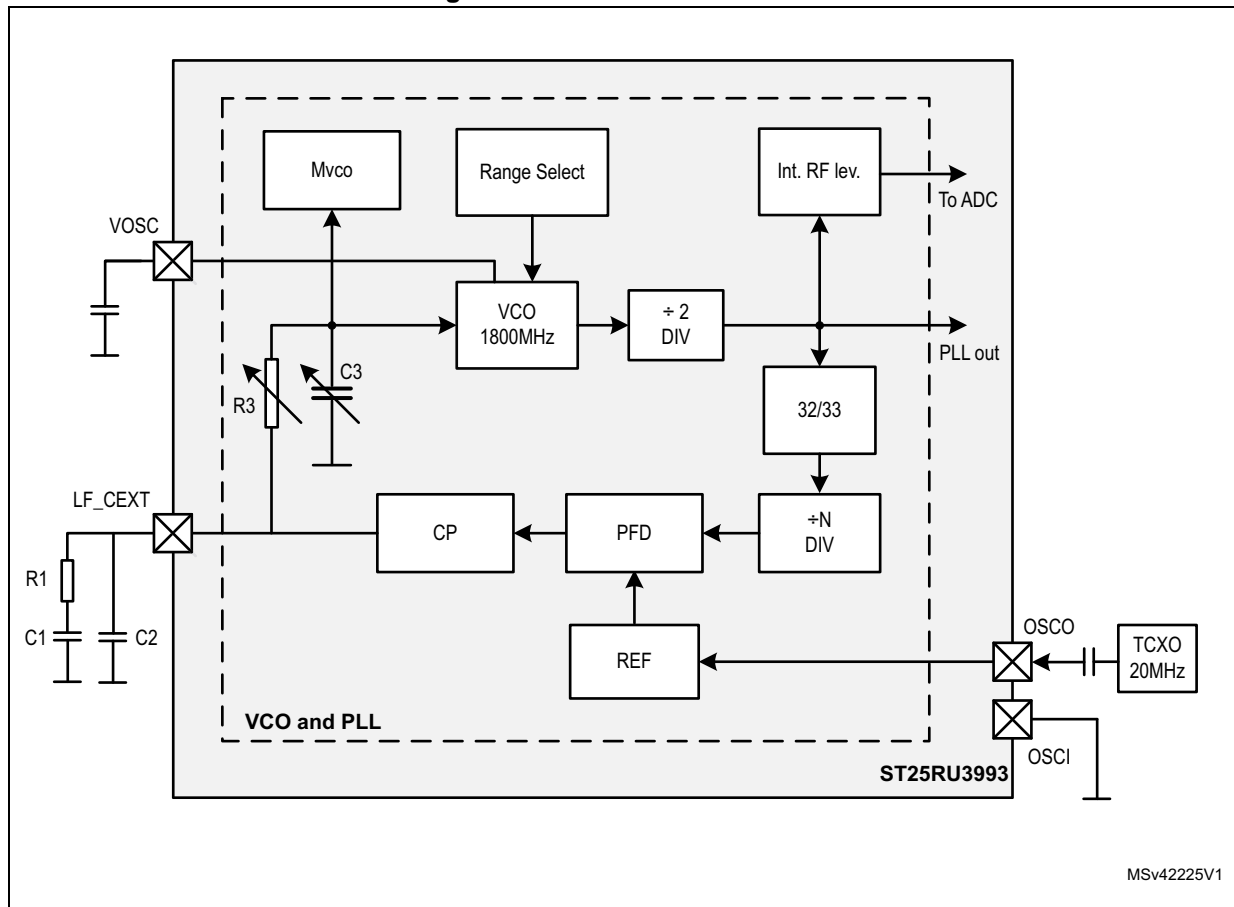 Mvco
Range Select
Int. RF lev.
To ADC
VOSC
VCO
1800MHz
÷ 2
DIV
PLL out
C3
R3
32/33
LF_CEXT
CP
PFD
÷N
DIV
R1
C1
C2
REF
OSCO
TCXO
20MHz
VCO and PLL
OSCI
ST25RU3993
MSv42225V1